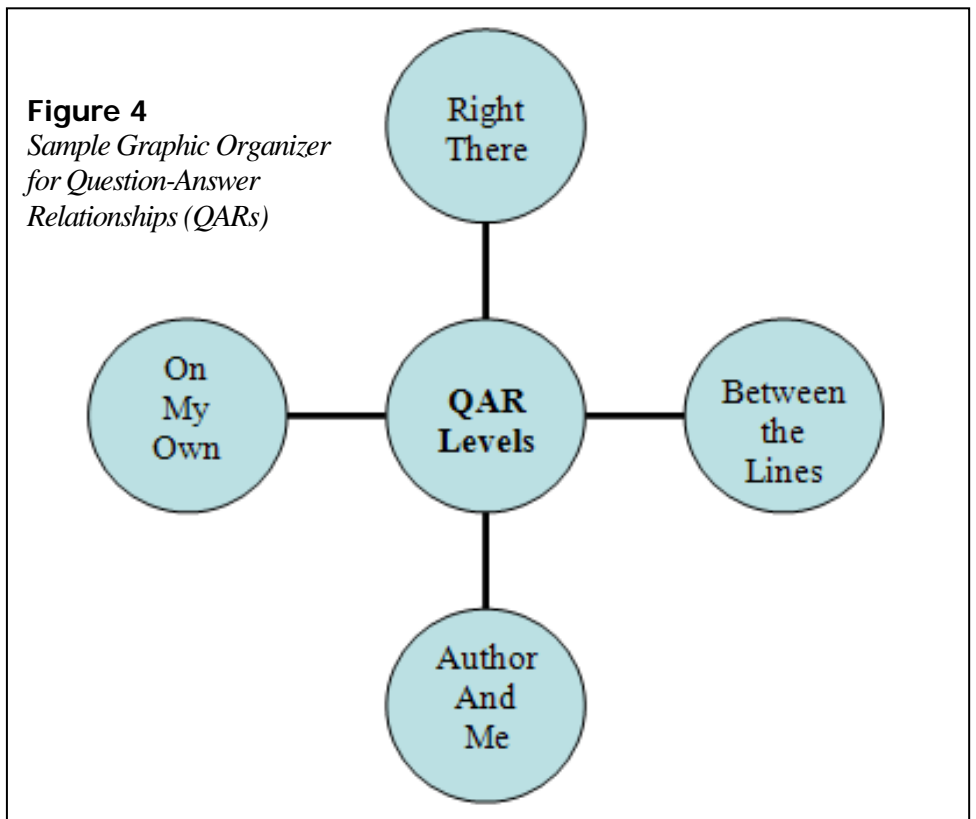 Figure 4
Sample Graphic Organizer
for Question-Answer
Relationships (QARs)
Right
There
On
My
Own
QAR
Levels
Between
the
Lines
Author
And
Me